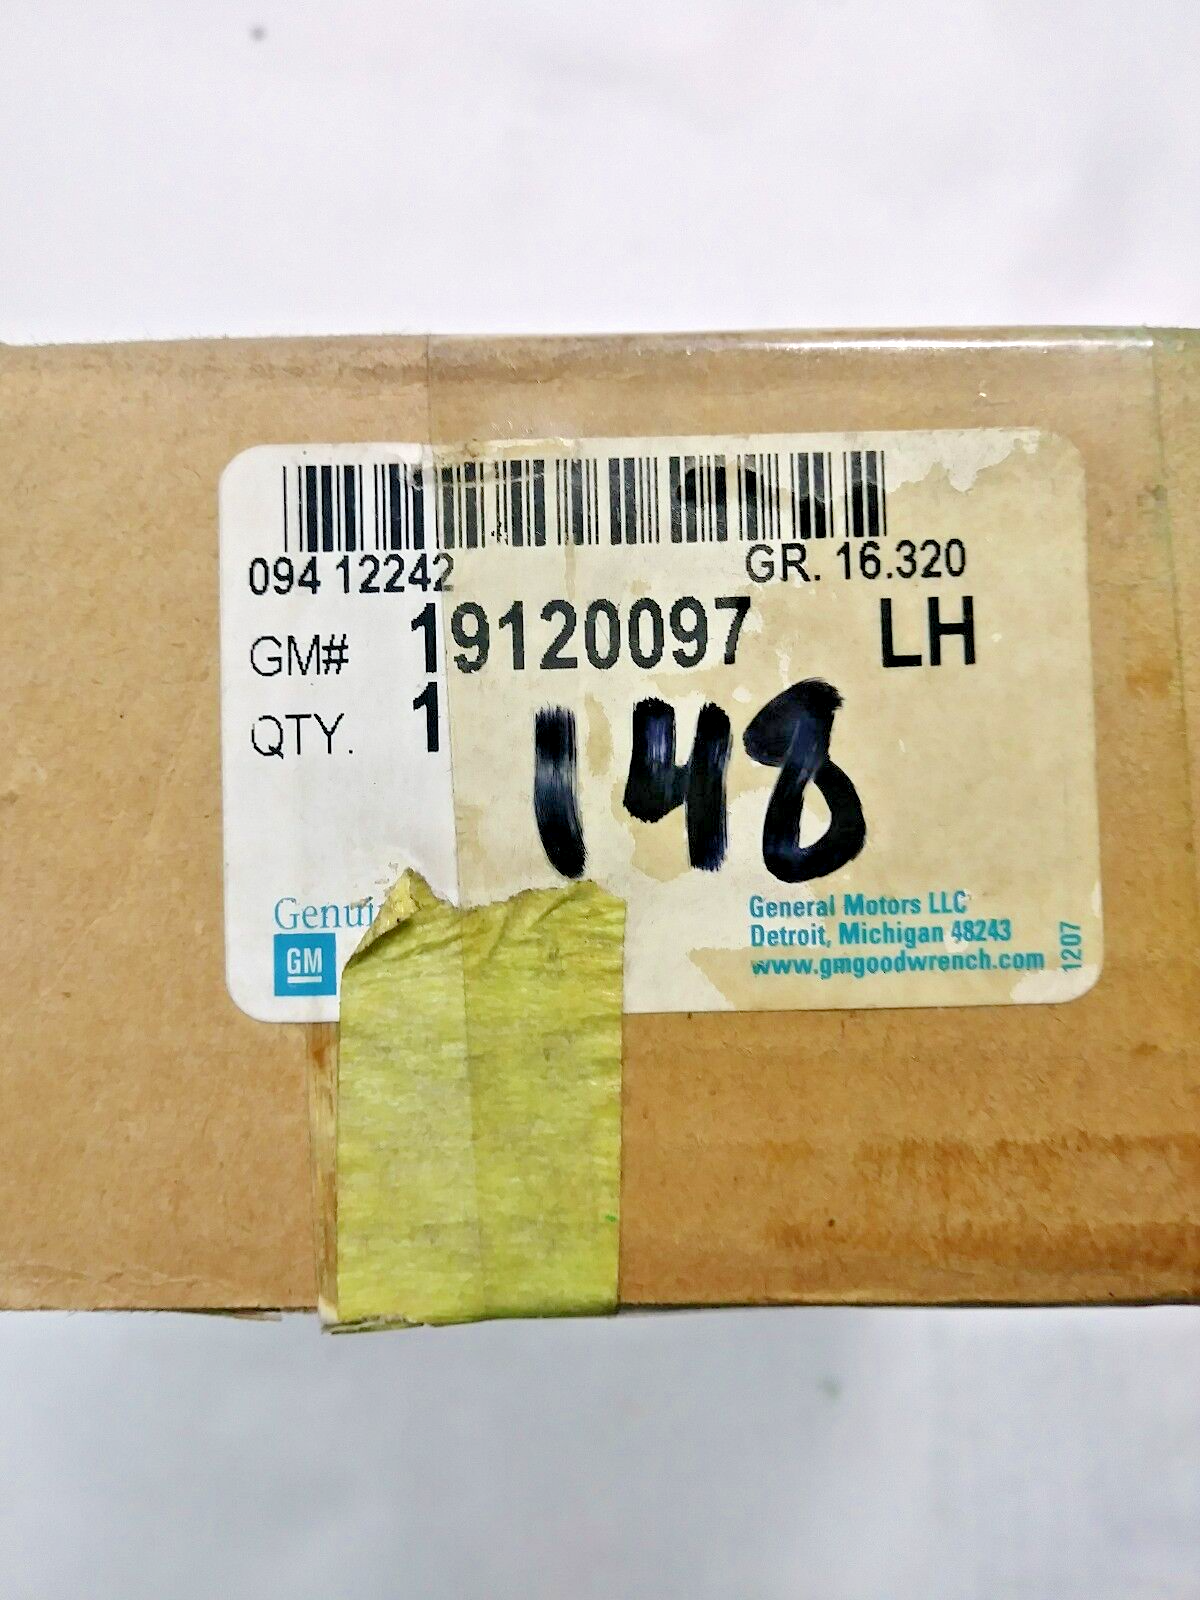 094 12242 GR. 16.320
GM# 19120097 LH
QTY. 1
148
Genui
GM
General Motors LLC
Detroit, Michigan 48243
www.gmgoodwrench.com
1207